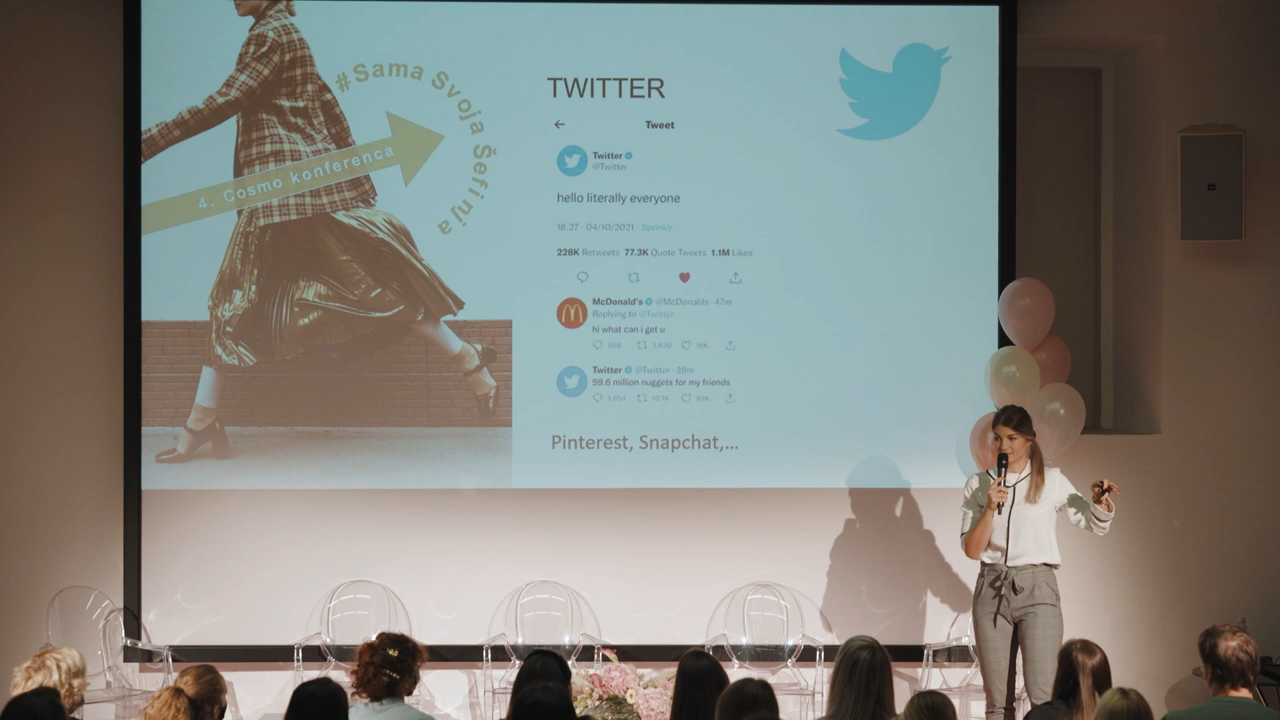 #Sama Svoja Šefinja
4. Cosmo konferenca
TWITTER
Tweet
Twitter
@Twitter
hello literally everyone
18:27 · 04/10/2021 · Sprinklr
228K Retweets 77.3K Quote Tweets 1.1M Likes
McDonald's @McDonalds · 47m
Replying to @Twitter
hi what can i get u
Twitter @Twitter · 39m
59.6 million nuggets for my friends
Pinterest, Snapchat,...